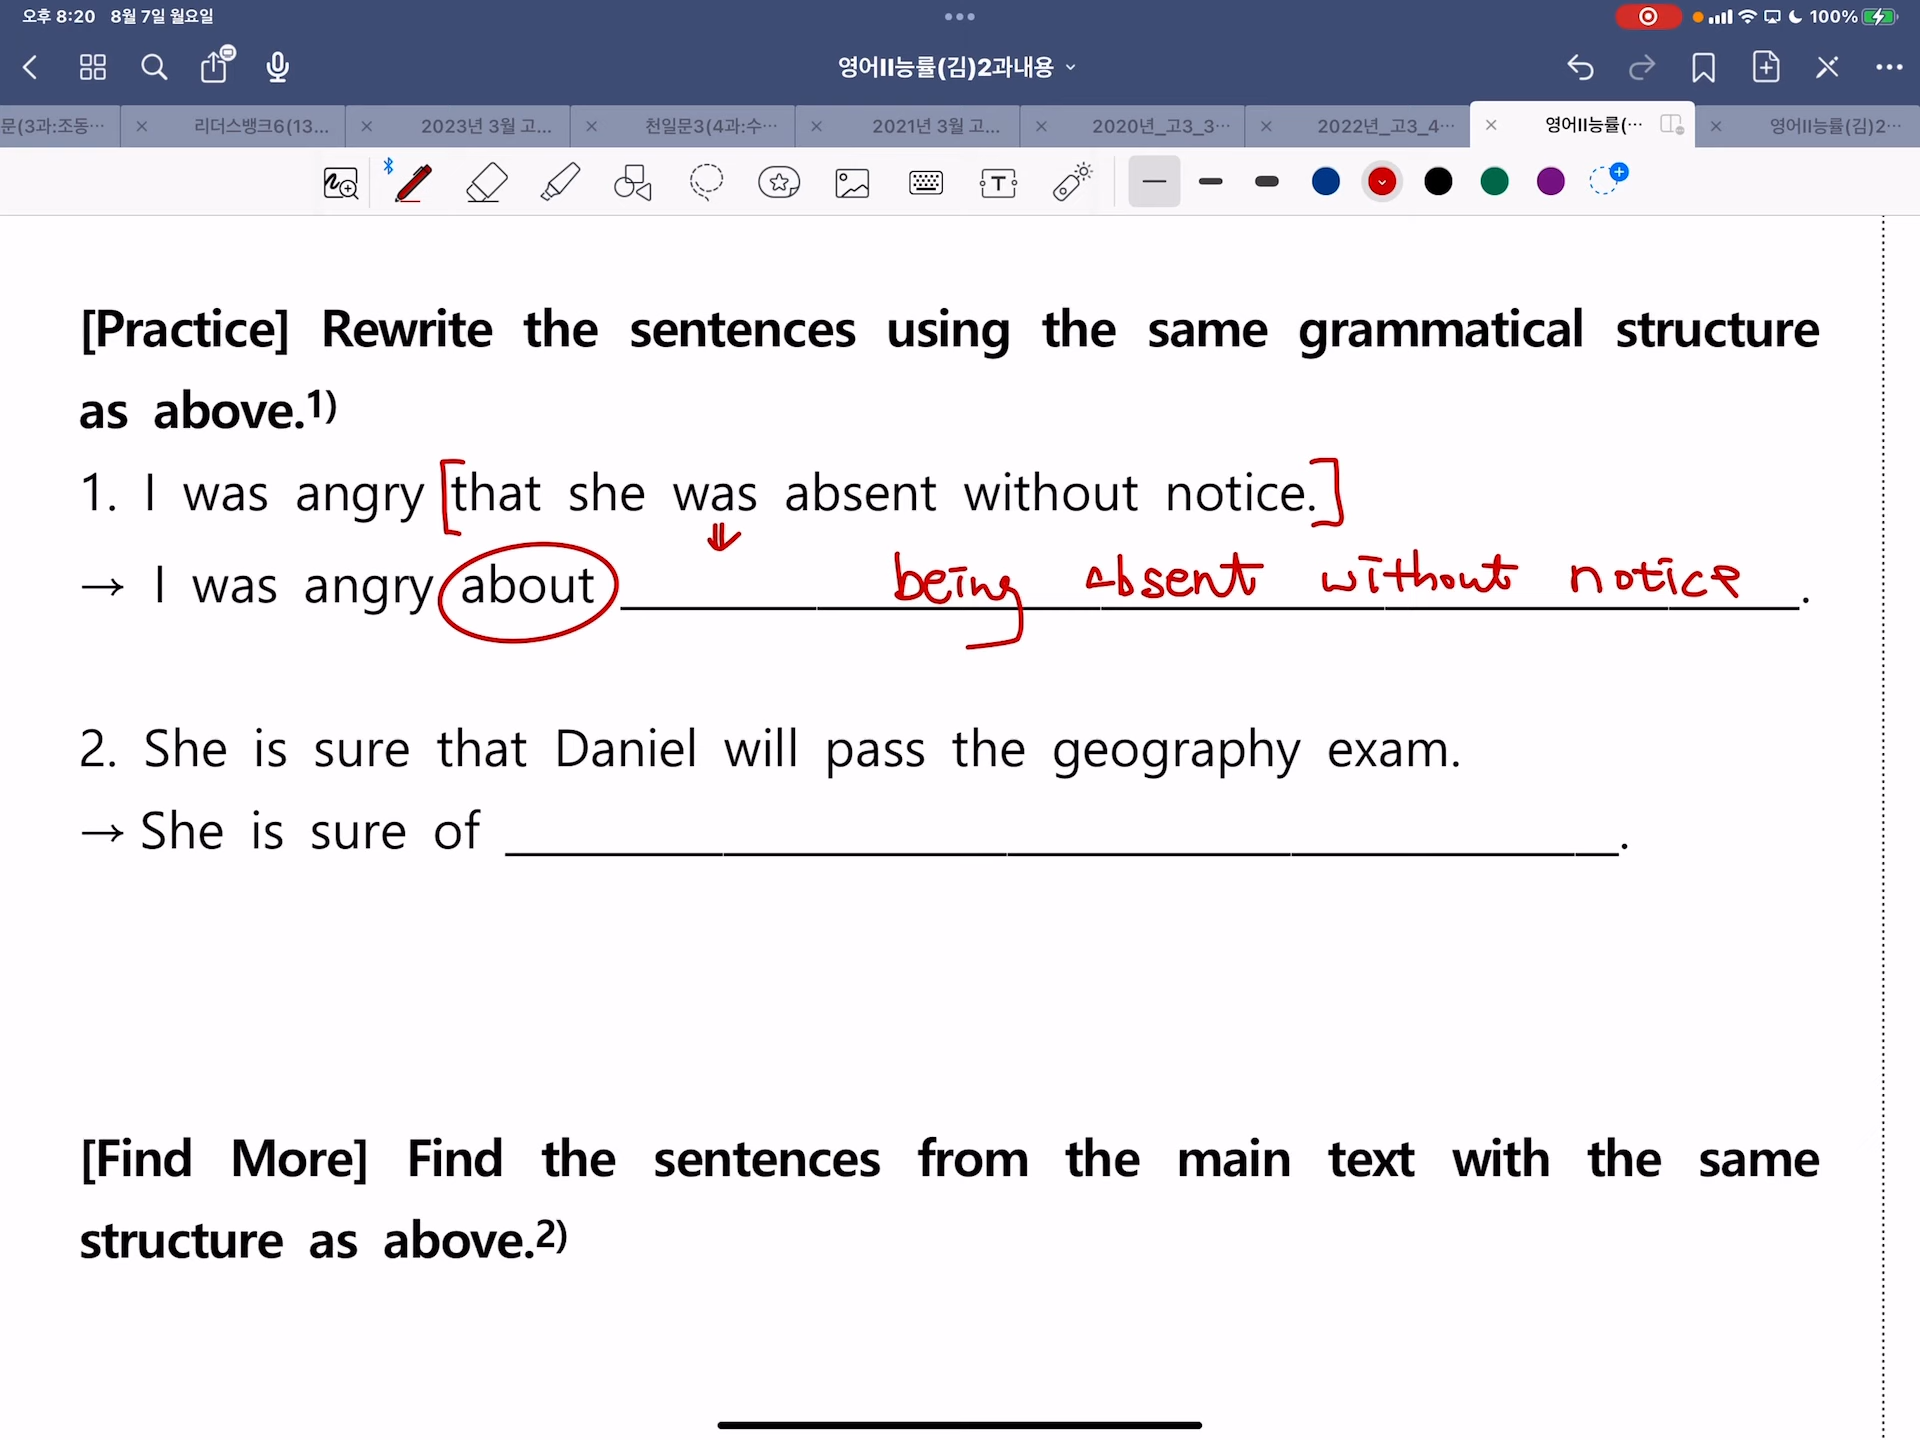 오후 8:20 8월 7일 월요일
100%
영어II능률(김)2과내용
문(3과:조동… 리더스뱅크6(13... 2023년 3월 고... 천일문3(4과:수… 2021년 3월 고... 2020년_고3_3… 2022년_고3_4… 영어II능률(… 영어II능률(김)2…
[Practice] Rewrite the sentences using the same grammatical structure
as above.1)
1. I was angry [that she was absent without notice.]
→ I was angry about being absent without notice.
2. She is sure that Daniel will pass the geography exam.
→ She is sure of ____.
[Find More] Find the sentences from the main text with the same
structure as above.2)